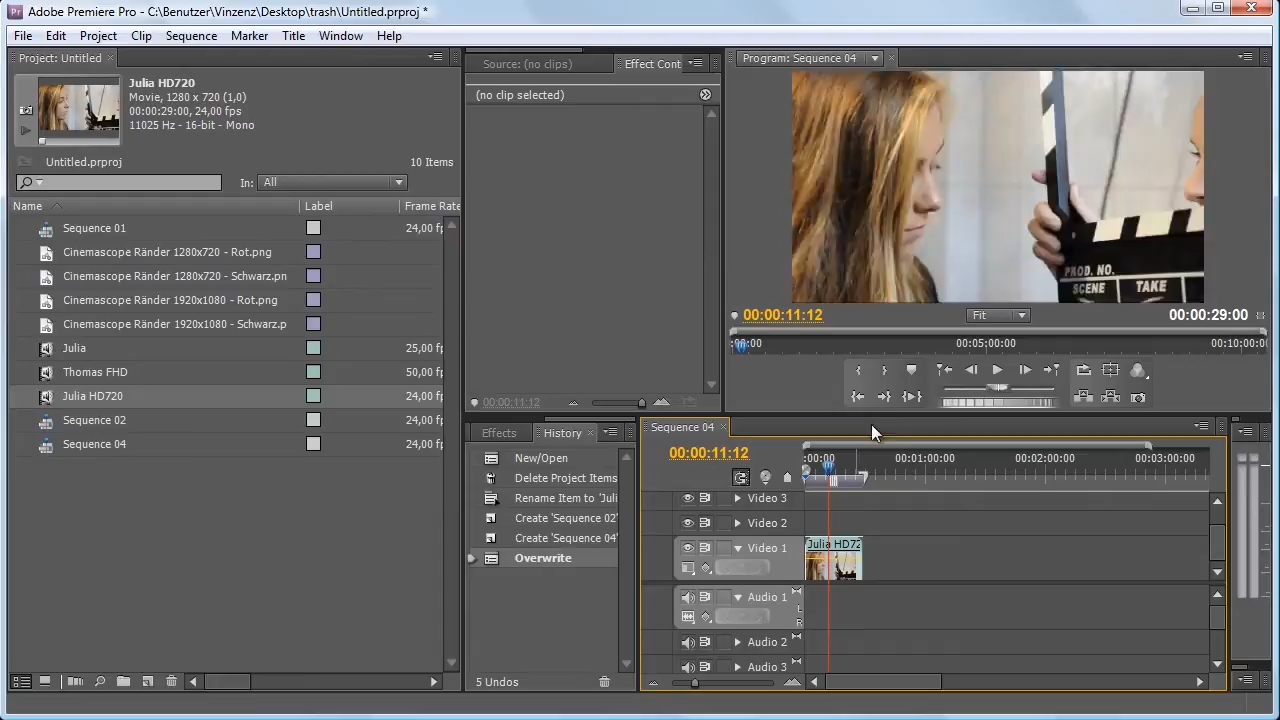 Adobe Premiere Pro - C:\Benutzer\Vinzenz\Desktop\trash\Untitled.prproj *
File Edit Project Clip Sequence Marker Title Window Help
Project: Untitled
Julia HD720
Movie, 1280 x 720 (1,0)
00:00:29:00, 24,00 fps
11025 Hz - 16-bit - Mono
Untitled.prproj 10 Items
In: All
Name Label Frame Rate
Sequence 01 24,00 fp
Cinemascope Ränder 1280x720 - Rot.png
Cinemascope Ränder 1280x720 - Schwarz.pn
Cinemascope Ränder 1920x1080 - Rot.png
Cinemascope Ränder 1920x1080 - Schwarz.p
Julia 25,00 fp
Thomas FHD 50,00 fp
Julia HD720 24,00 fp
Sequence 02 24,00 fp
Sequence 04 24,00 fp
Source: (no clips) Effect Cont
(no clip selected)
00:00:11:12
Program: Sequence 04
PROD. NO.
SCENE TAKE
00:00:11:12 Fit 00:00:29:00
:00:00 00:05:00:00 00:10:00:0
Effects History
New/Open
Delete Project Items
Rename Item to 'Juli
Create 'Sequence 02'
Create 'Sequence 04'
Overwrite
5 Undos
Sequence 04
00:00:11:12
:00:00 00:01:00:00 00:02:00:00 00:03:00:00
Video 3
Video 2
Video 1 Julia HD72
Audio 1
L
R
Audio 2
Audio 3